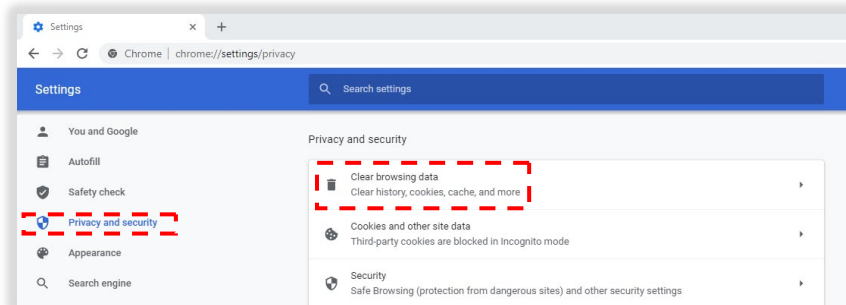 Settings
Chrome | chrome://settings/privacy
Settings
Search settings
You and Google
Autofill
Safety check
Privacy and security
Appearance
Search engine
Privacy and security
Clear browsing data
Clear history, cookies, cache, and more
Cookies and other site data
Third-party cookies are blocked in Incognito mode
Security
Safe Browsing (protection from dangerous sites) and other security settings